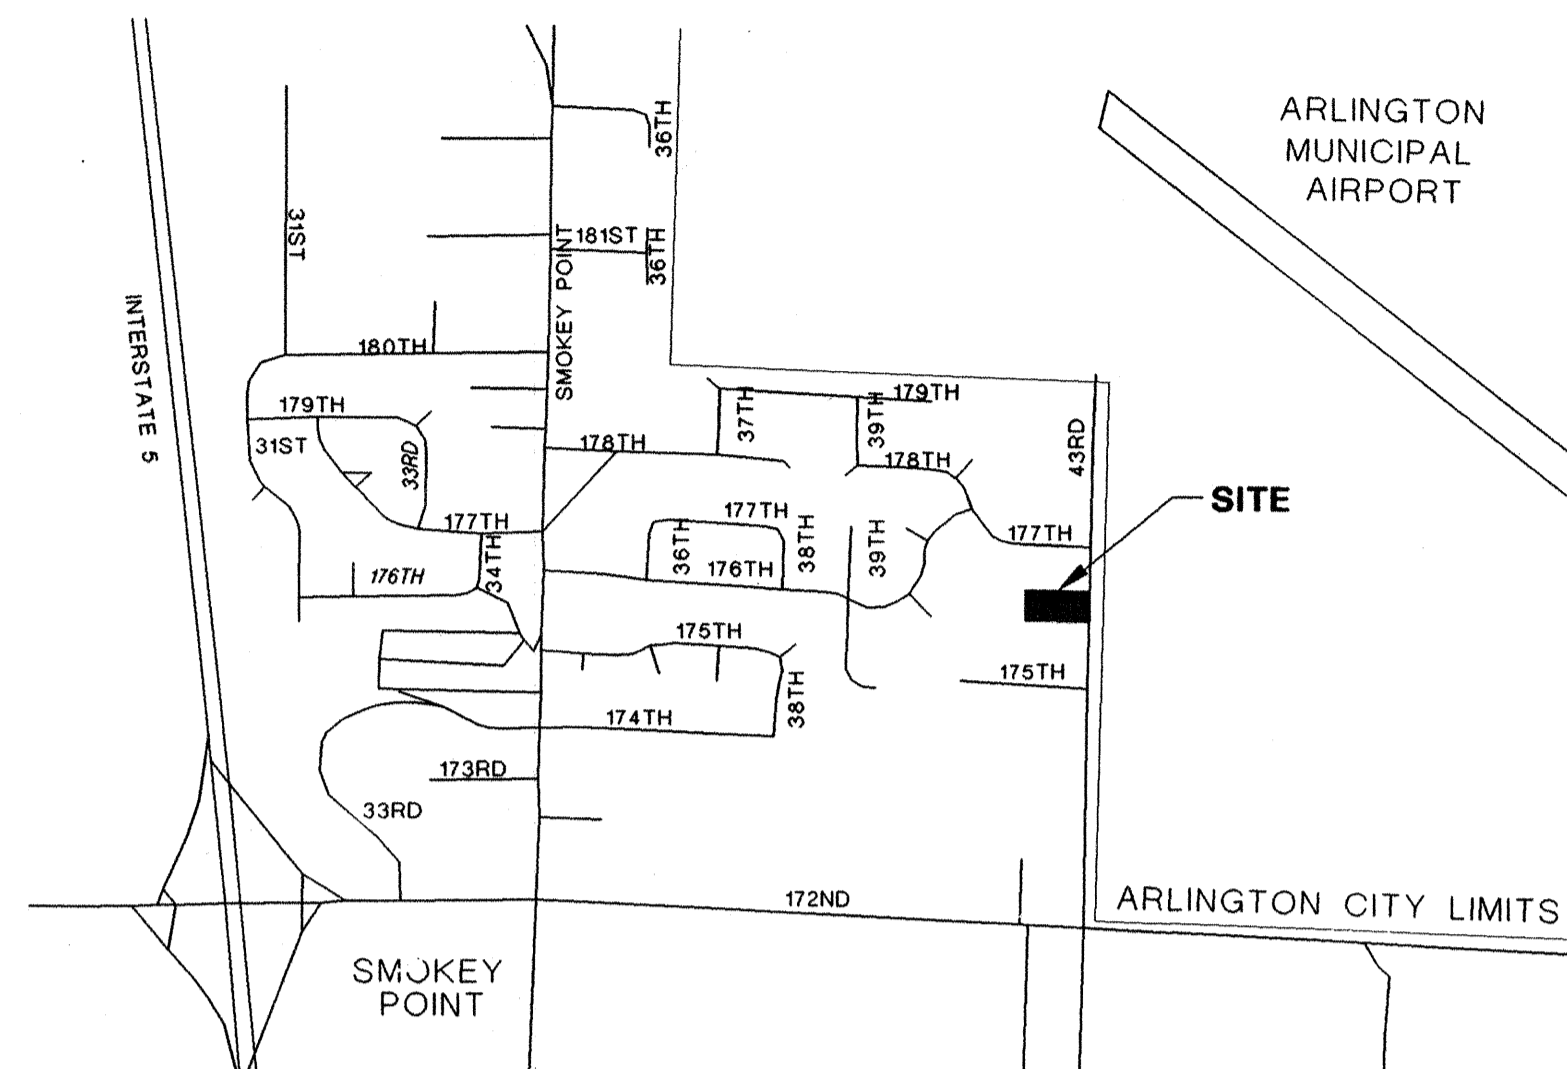 ARLINGTON
MUNICIPAL
AIRPORT
36TH
31ST
SMOKEY POINT
181ST
36TH
INTERSTATE 5
180TH
179TH
31ST
33RD
37TH
39TH
179TH
43RD
178TH
178TH
SITE
177TH
34TH
176TH
177TH
36TH
38TH
176TH
39TH
177TH
175TH
38TH
175TH
174TH
173RD
33RD
172ND
ARLINGTON CITY LIMITS
SMOKEY
POINT